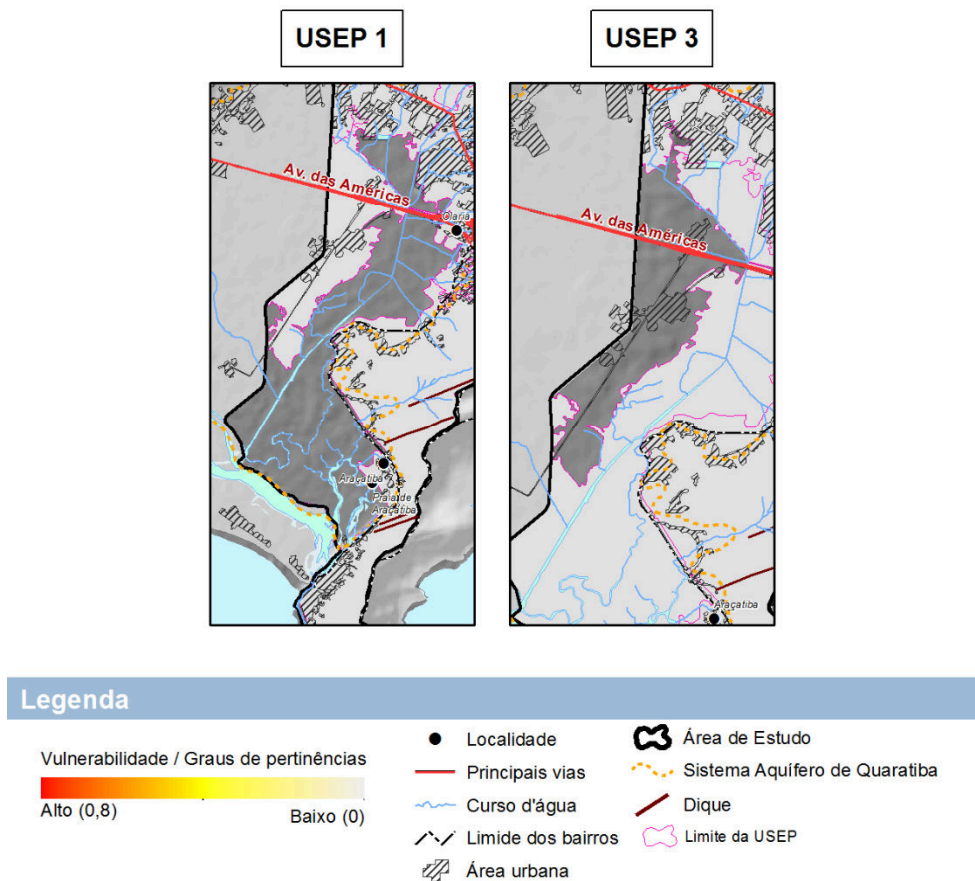 USEP 1
USEP 3
Av. das Américas
Olaria
Araçatiba
Praia de
Araçatiba
Av. das Américas
Araçatiba
Legenda
Vulnerabilidade / Graus de pertinências
Alto (0,8)
Baixo (0)
Localidade
Principais vias
Curso d'água
Limide dos bairros
Área urbana
Área de Estudo
Sistema Aquífero de Quaratiba
Dique
Limite da USEP